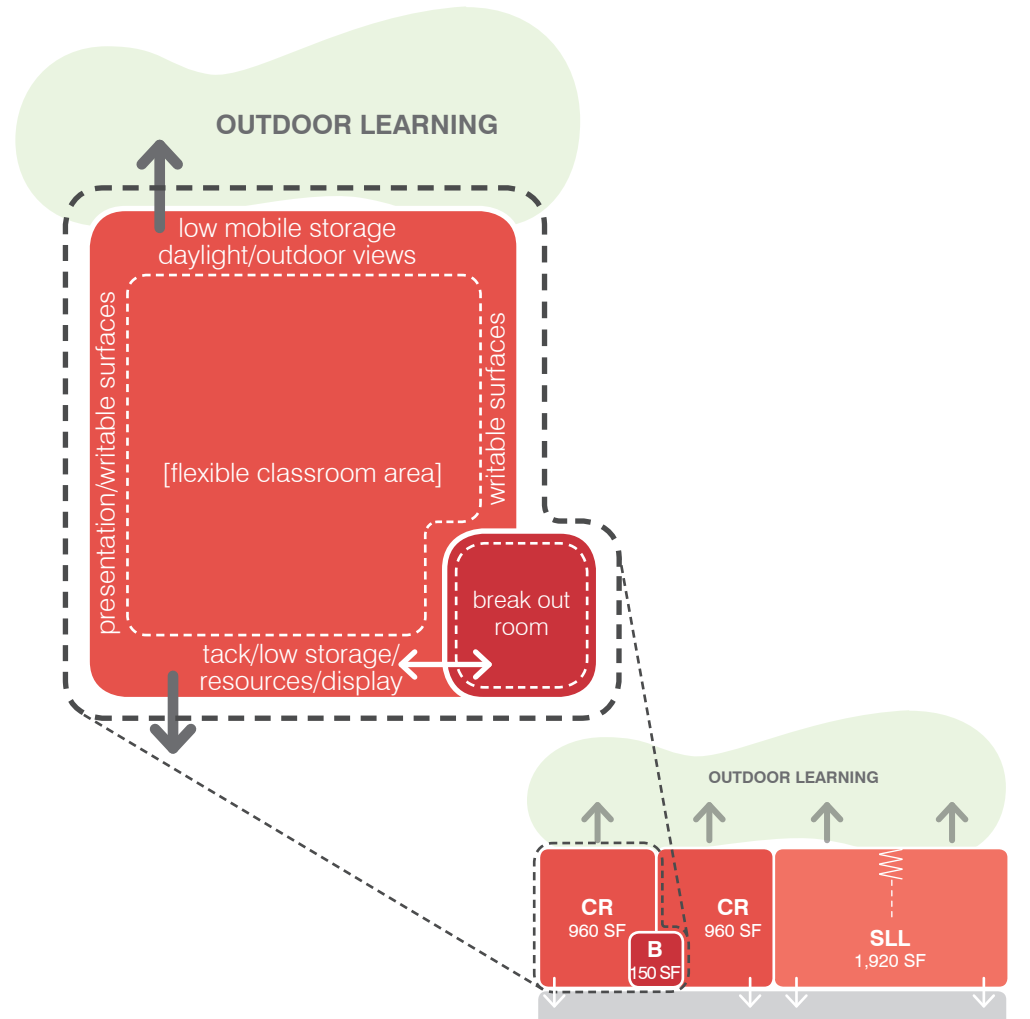 OUTDOOR LEARNING
low mobile storage
daylight/outdoor views
presentation/writable surfaces
writable surfaces
[flexible classroom area]
break out
room
tack/low storage/
resources/display
OUTDOOR LEARNING
CR
960 SF
CR
960 SF
B
150 SF
SLL
1,920 SF